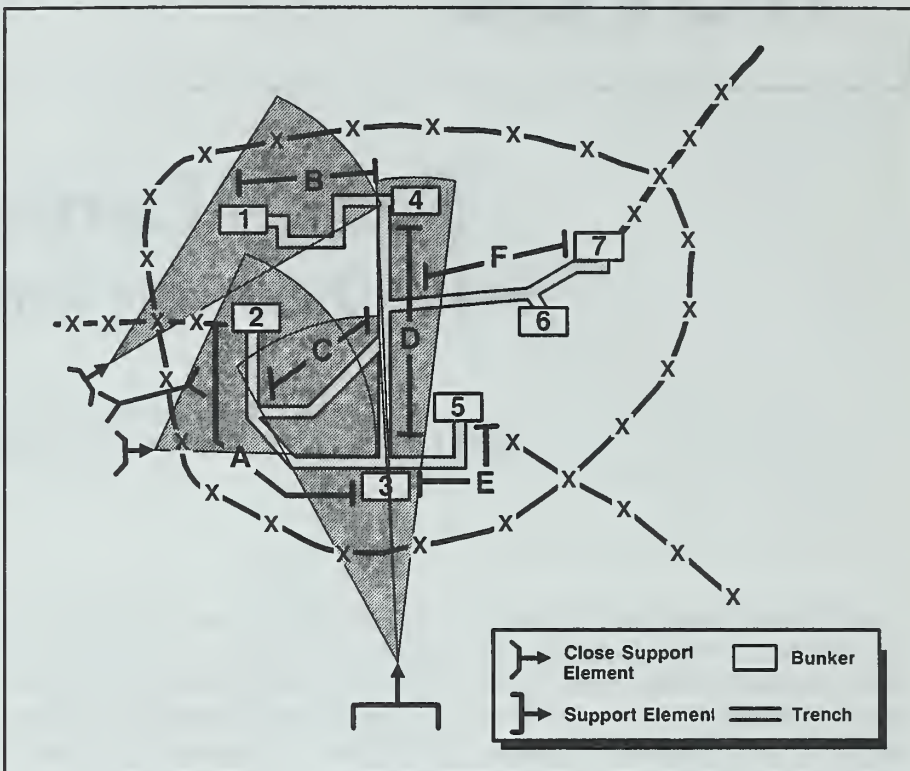 B
1
4
7
F
2
6
C
D
5
A
3
E
Close Support
Element
Bunker
Support Element
Trench